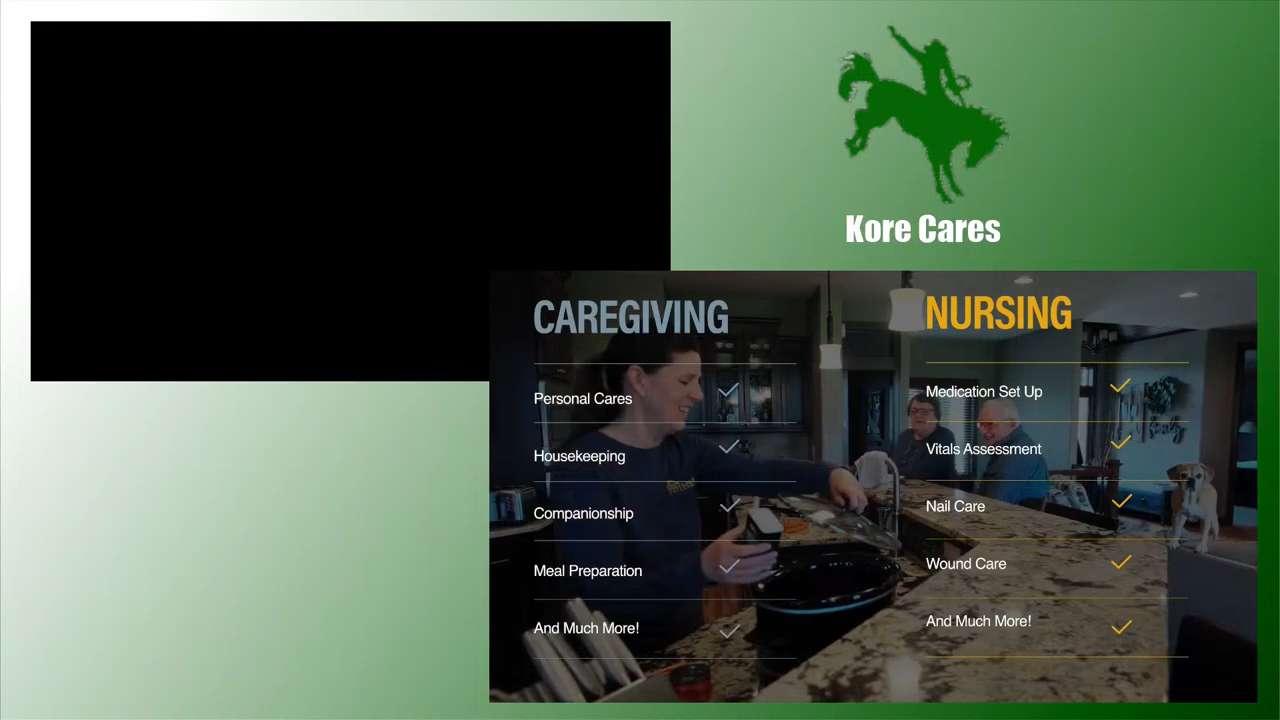 Kore Cares
CAREGIVING
Personal Cares
Housekeeping
Companionship
Meal Preparation
And Much More!
NURSING
Medication Set Up
Vitals Assessment
Nail Care
Wound Care
And Much More!